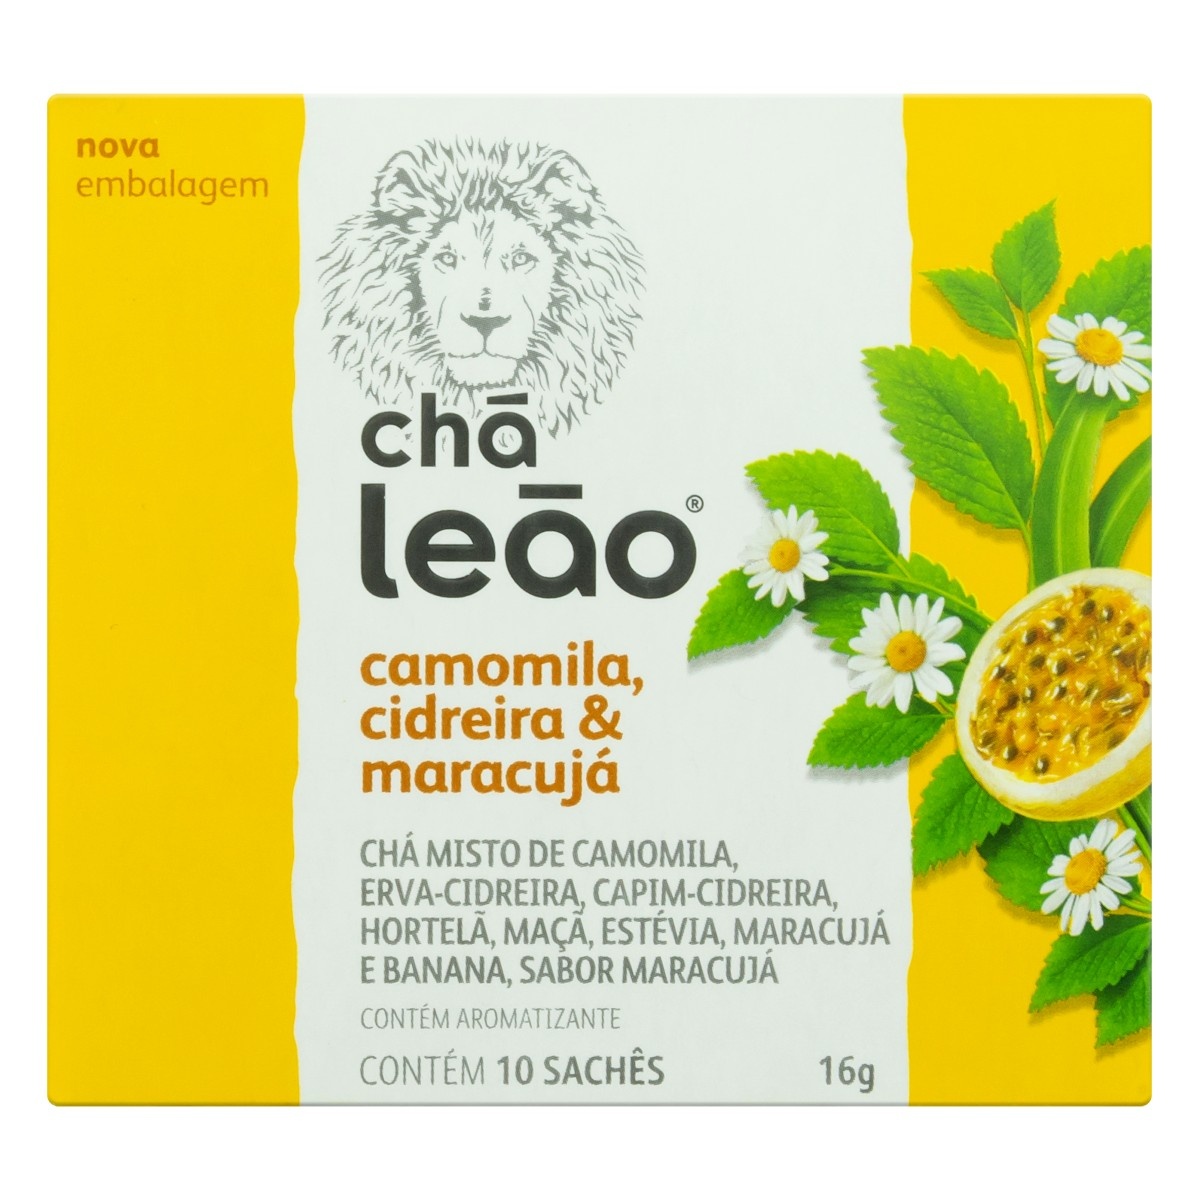 nova
embalagem
chá
leão®
camomila,
cidreira &
maracujá
CHÁ MISTO DE CAMOMILA,
ERVA-CIDREIRA, CAPIM-CIDREIRA,
HORTELÃ, MAÇÃ, ESTÉVIA, MARACUJÁ
E BANANA, SABOR MARACUJÁ
CONTÉM AROMATIZANTE
CONTÉM 10 SACHÊS 16g